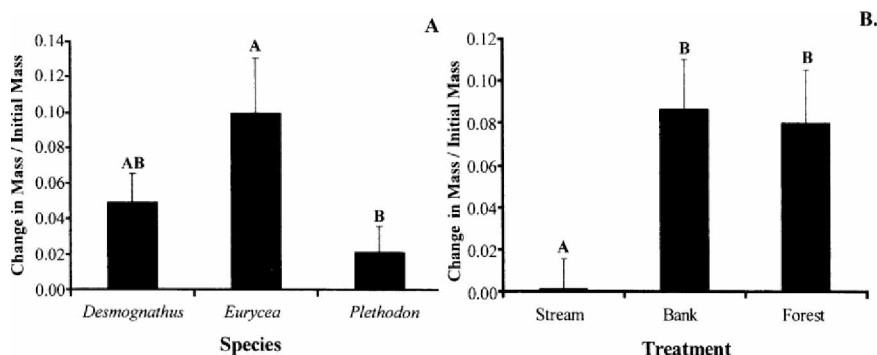 A
Change in Mass / Initial Mass
0.14
0.12
0.10
0.08
0.06
0.04
0.02
0.00
AB
A
B
Desmognathus
Eurycea
Plethodon
Species
B.
Change in Mass / Initial Mass
0.12
0.10
0.08
0.06
0.04
0.02
0.00
A
B
B
Stream
Bank
Forest
Treatment